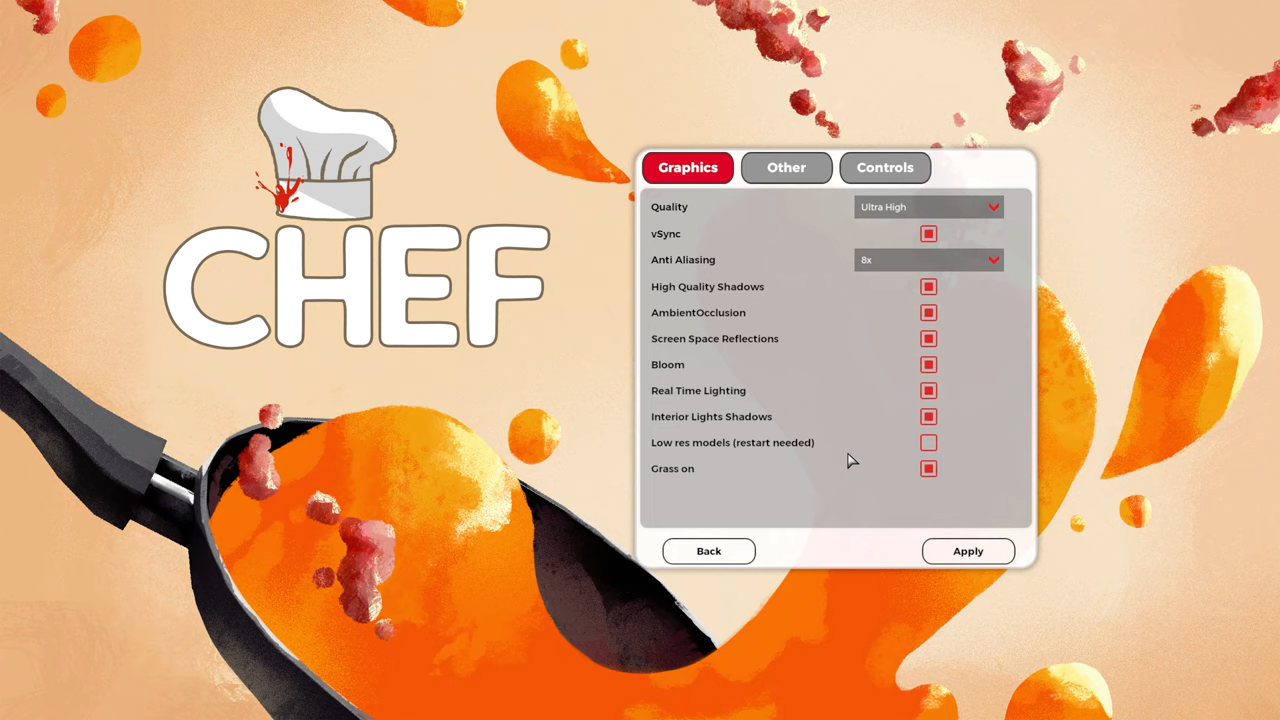 CHEF
Graphics Other Controls
Quality Ultra High
vSync
Anti Aliasing 8x
High Quality Shadows
AmbientOcclusion
Screen Space Reflections
Bloom
Real Time Lighting
Interior Lights Shadows
Low res models (restart needed)
Grass on
Back Apply